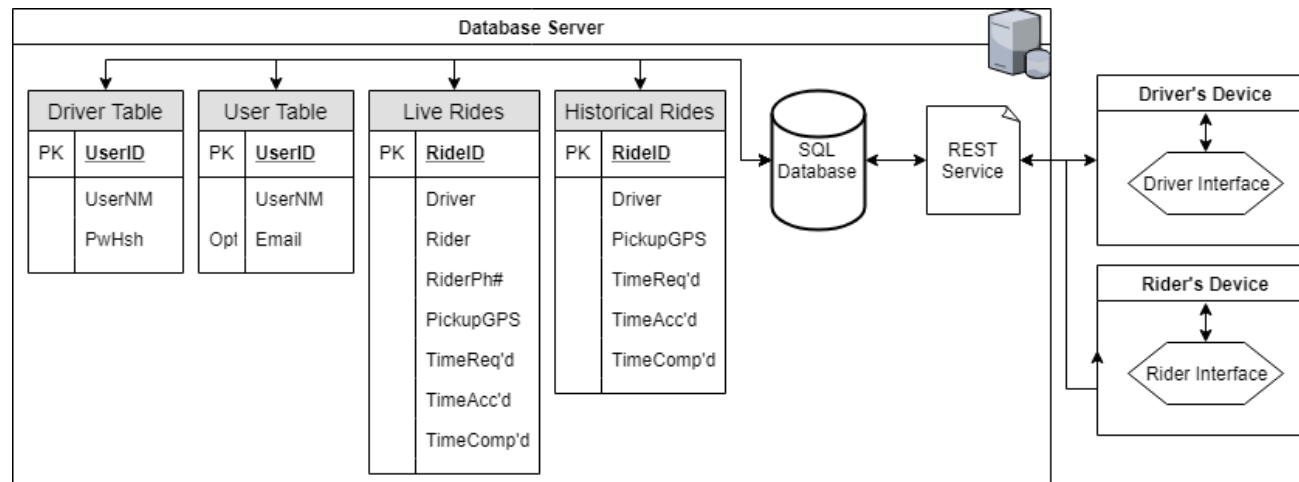 Database Server
Driver Table
PK UserID
UserNM
PwHsh
User Table
PK UserID
UserNM
Opt Email
Live Rides
PK RideID
Driver
Rider
RiderPh#
PickupGPS
TimeReq'd
TimeAcc'd
TimeComp'd
Historical Rides
PK RideID
Driver
PickupGPS
TimeReq'd
TimeAcc'd
TimeComp'd
SQL
Database
REST
Service
Driver's Device
Driver Interface
Rider's Device
Rider Interface